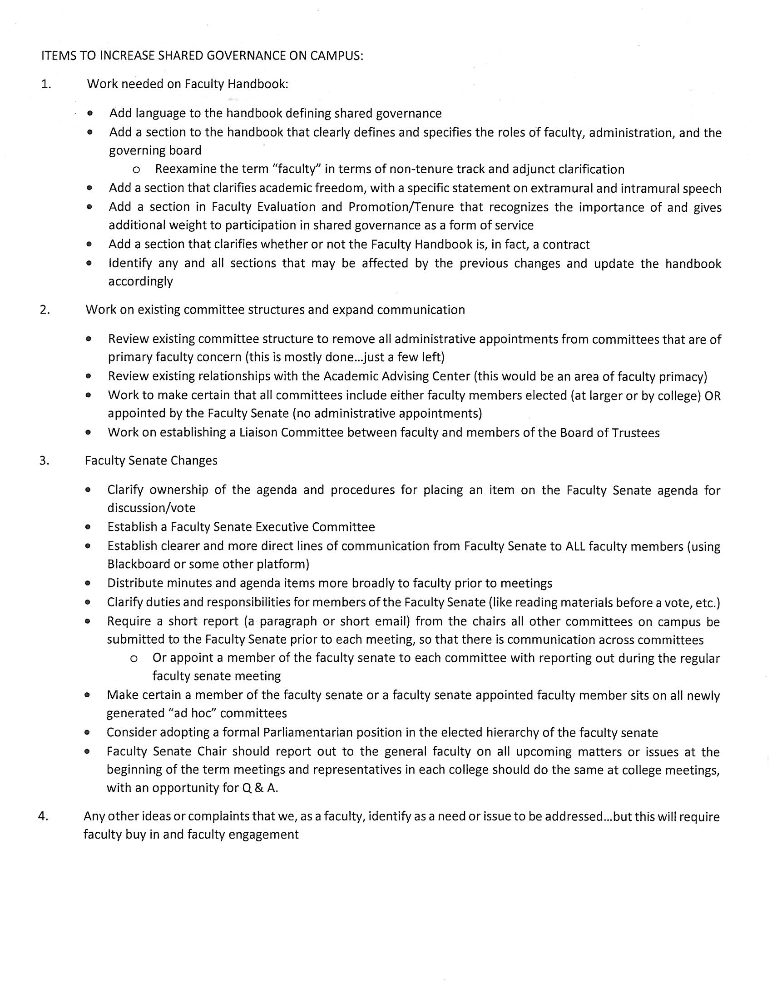 ITEMS TO INCREASE SHARED GOVERNANCE ON CAMPUS:
1. Work needed on Faculty Handbook:
• Add language to the handbook defining shared governance
• Add a section to the handbook that clearly defines and specifies the roles of faculty, administration, and the
governing board
o Reexamine the term “faculty” in terms of non-tenure track and adjunct clarification
• Add a section that clarifies academic freedom, with a specific statement on extramural and intramural speech
• Add a section in Faculty Evaluation and Promotion/Tenure that recognizes the importance of and gives
additional weight to participation in shared governance as a form of service
• Add a section that clarifies whether or not the Faculty Handbook is, in fact, a contract
• Identify any and all sections that may be affected by the previous changes and update the handbook
accordingly
2. Work on existing committee structures and expand communication
• Review existing committee structure to remove all administrative appointments from committees that are of
primary faculty concern (this is mostly done...just a few left)
• Review existing relationships with the Academic Advising Center (this would be an area of faculty primacy)
• Work to make certain that all committees include either faculty members elected (at larger or by college) OR
appointed by the Faculty Senate (no administrative appointments)
• Work on establishing a Liaison Committee between faculty and members of the Board of Trustees
3. Faculty Senate Changes
• Clarify ownership of the agenda and procedures for placing an item on the Faculty Senate agenda for
discussion/vote
• Establish a Faculty Senate Executive Committee
• Establish clearer and more direct lines of communication from Faculty Senate to ALL faculty members (using
Blackboard or some other platform)
• Distribute minutes and agenda items more broadly to faculty prior to meetings
• Clarify duties and responsibilities for members of the Faculty Senate (like reading materials before a vote, etc.)
• Require a short report (a paragraph or short email) from the chairs all other committees on campus be
submitted to the Faculty Senate prior to each meeting, so that there is communication across committees
o Or appoint a member of the faculty senate to each committee with reporting out during the regular
faculty senate meeting
• Make certain a member of the faculty senate or a faculty senate appointed faculty member sits on all newly
generated “ad hoc” committees
• Consider adopting a formal Parliamentarian position in the elected hierarchy of the faculty senate
• Faculty Senate Chair should report out to the general faculty on all upcoming matters or issues at the
beginning of the term meetings and representatives in each college should do the same at college meetings,
with an opportunity for Q & A.
4. Any other ideas or complaints that we, as a faculty, identify as a need or issue to be addressed...but this will require
faculty buy in and faculty engagement